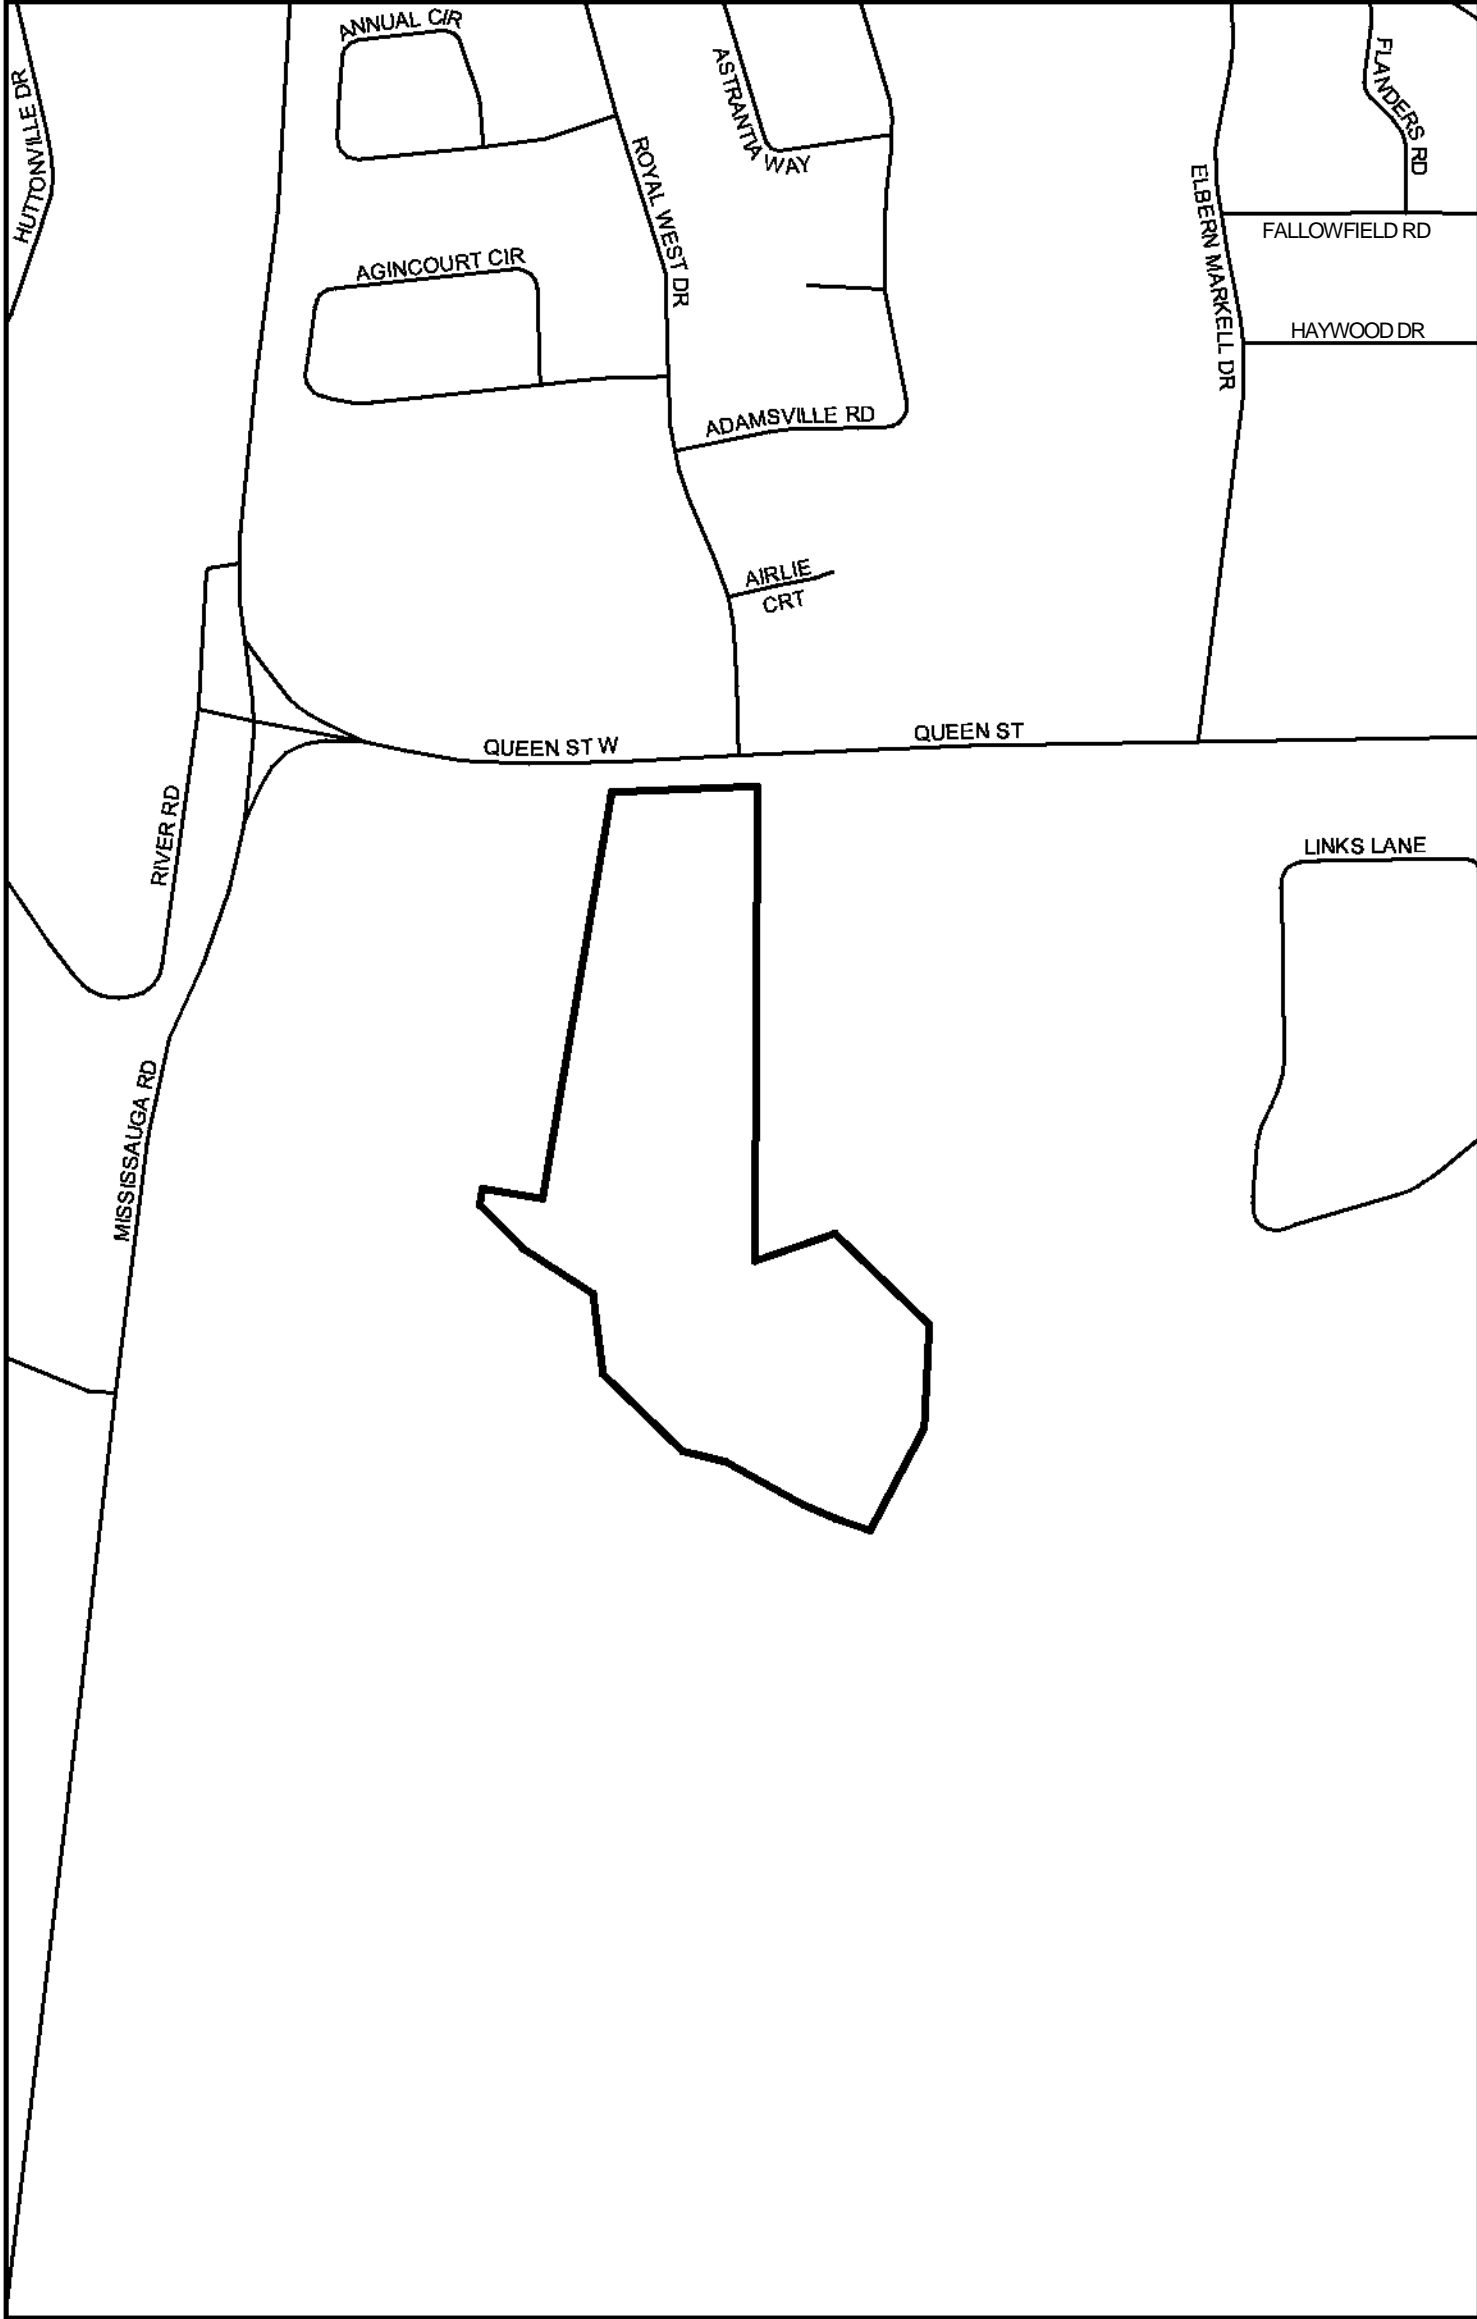 ANNUAL CIR
HUTTONVILLE DR
ASTRANTIA WAY
FLANDERS RD
ROYAL WEST DR
ELBERN MARKELL DR
FALLOWFIELD RD
AGINCOURT CIR
HAYWOOD DR
ADAMSVILLE RD
AIRLIE
CRT
QUEEN ST W
QUEEN ST
RIVER RD
LINKS LANE
MISSISSAUGA RD